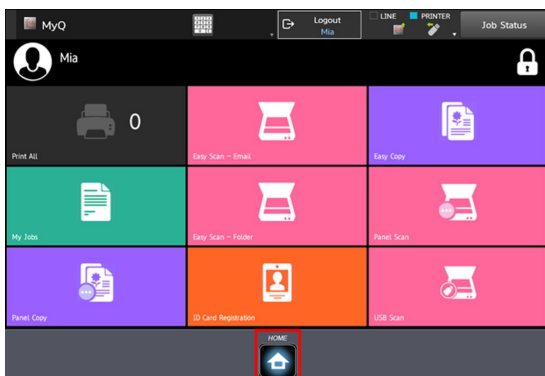 MyQ
Logout
Mia
LINE
PRINTER
Job Status
Mia
0
Print All
Easy Scan - Email
Easy Copy
My Jobs
Easy Scan - Folder
Panel Scan
Panel Copy
ID Card Registration
USB Scan
HOME